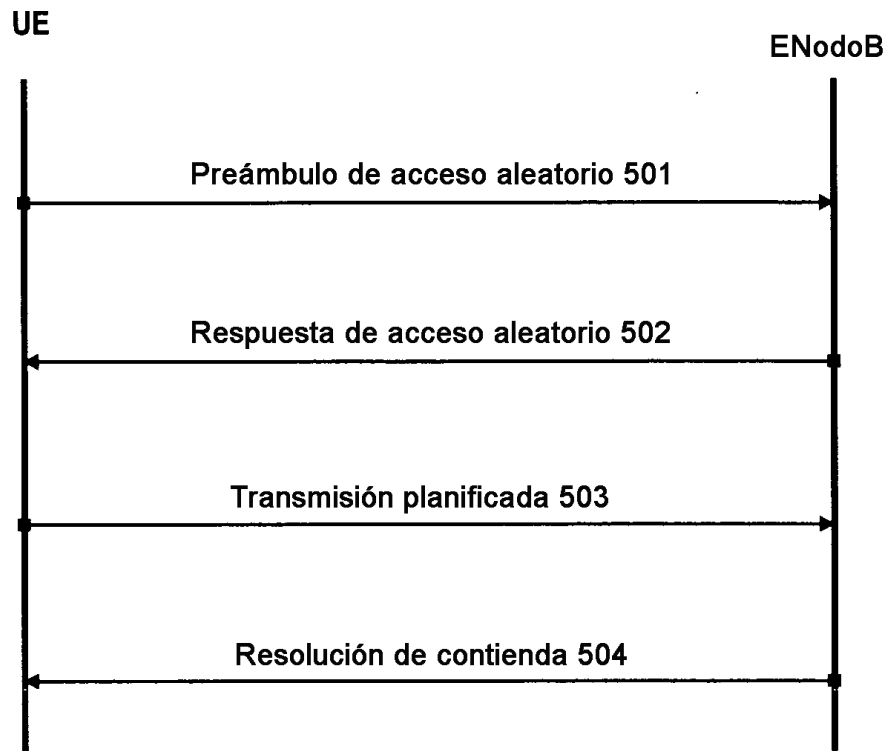 UE
ENodoB
Preámbulo de acceso aleatorio 501
Respuesta de acceso aleatorio 502
Transmisión planificada 503
Resolución de contienda 504